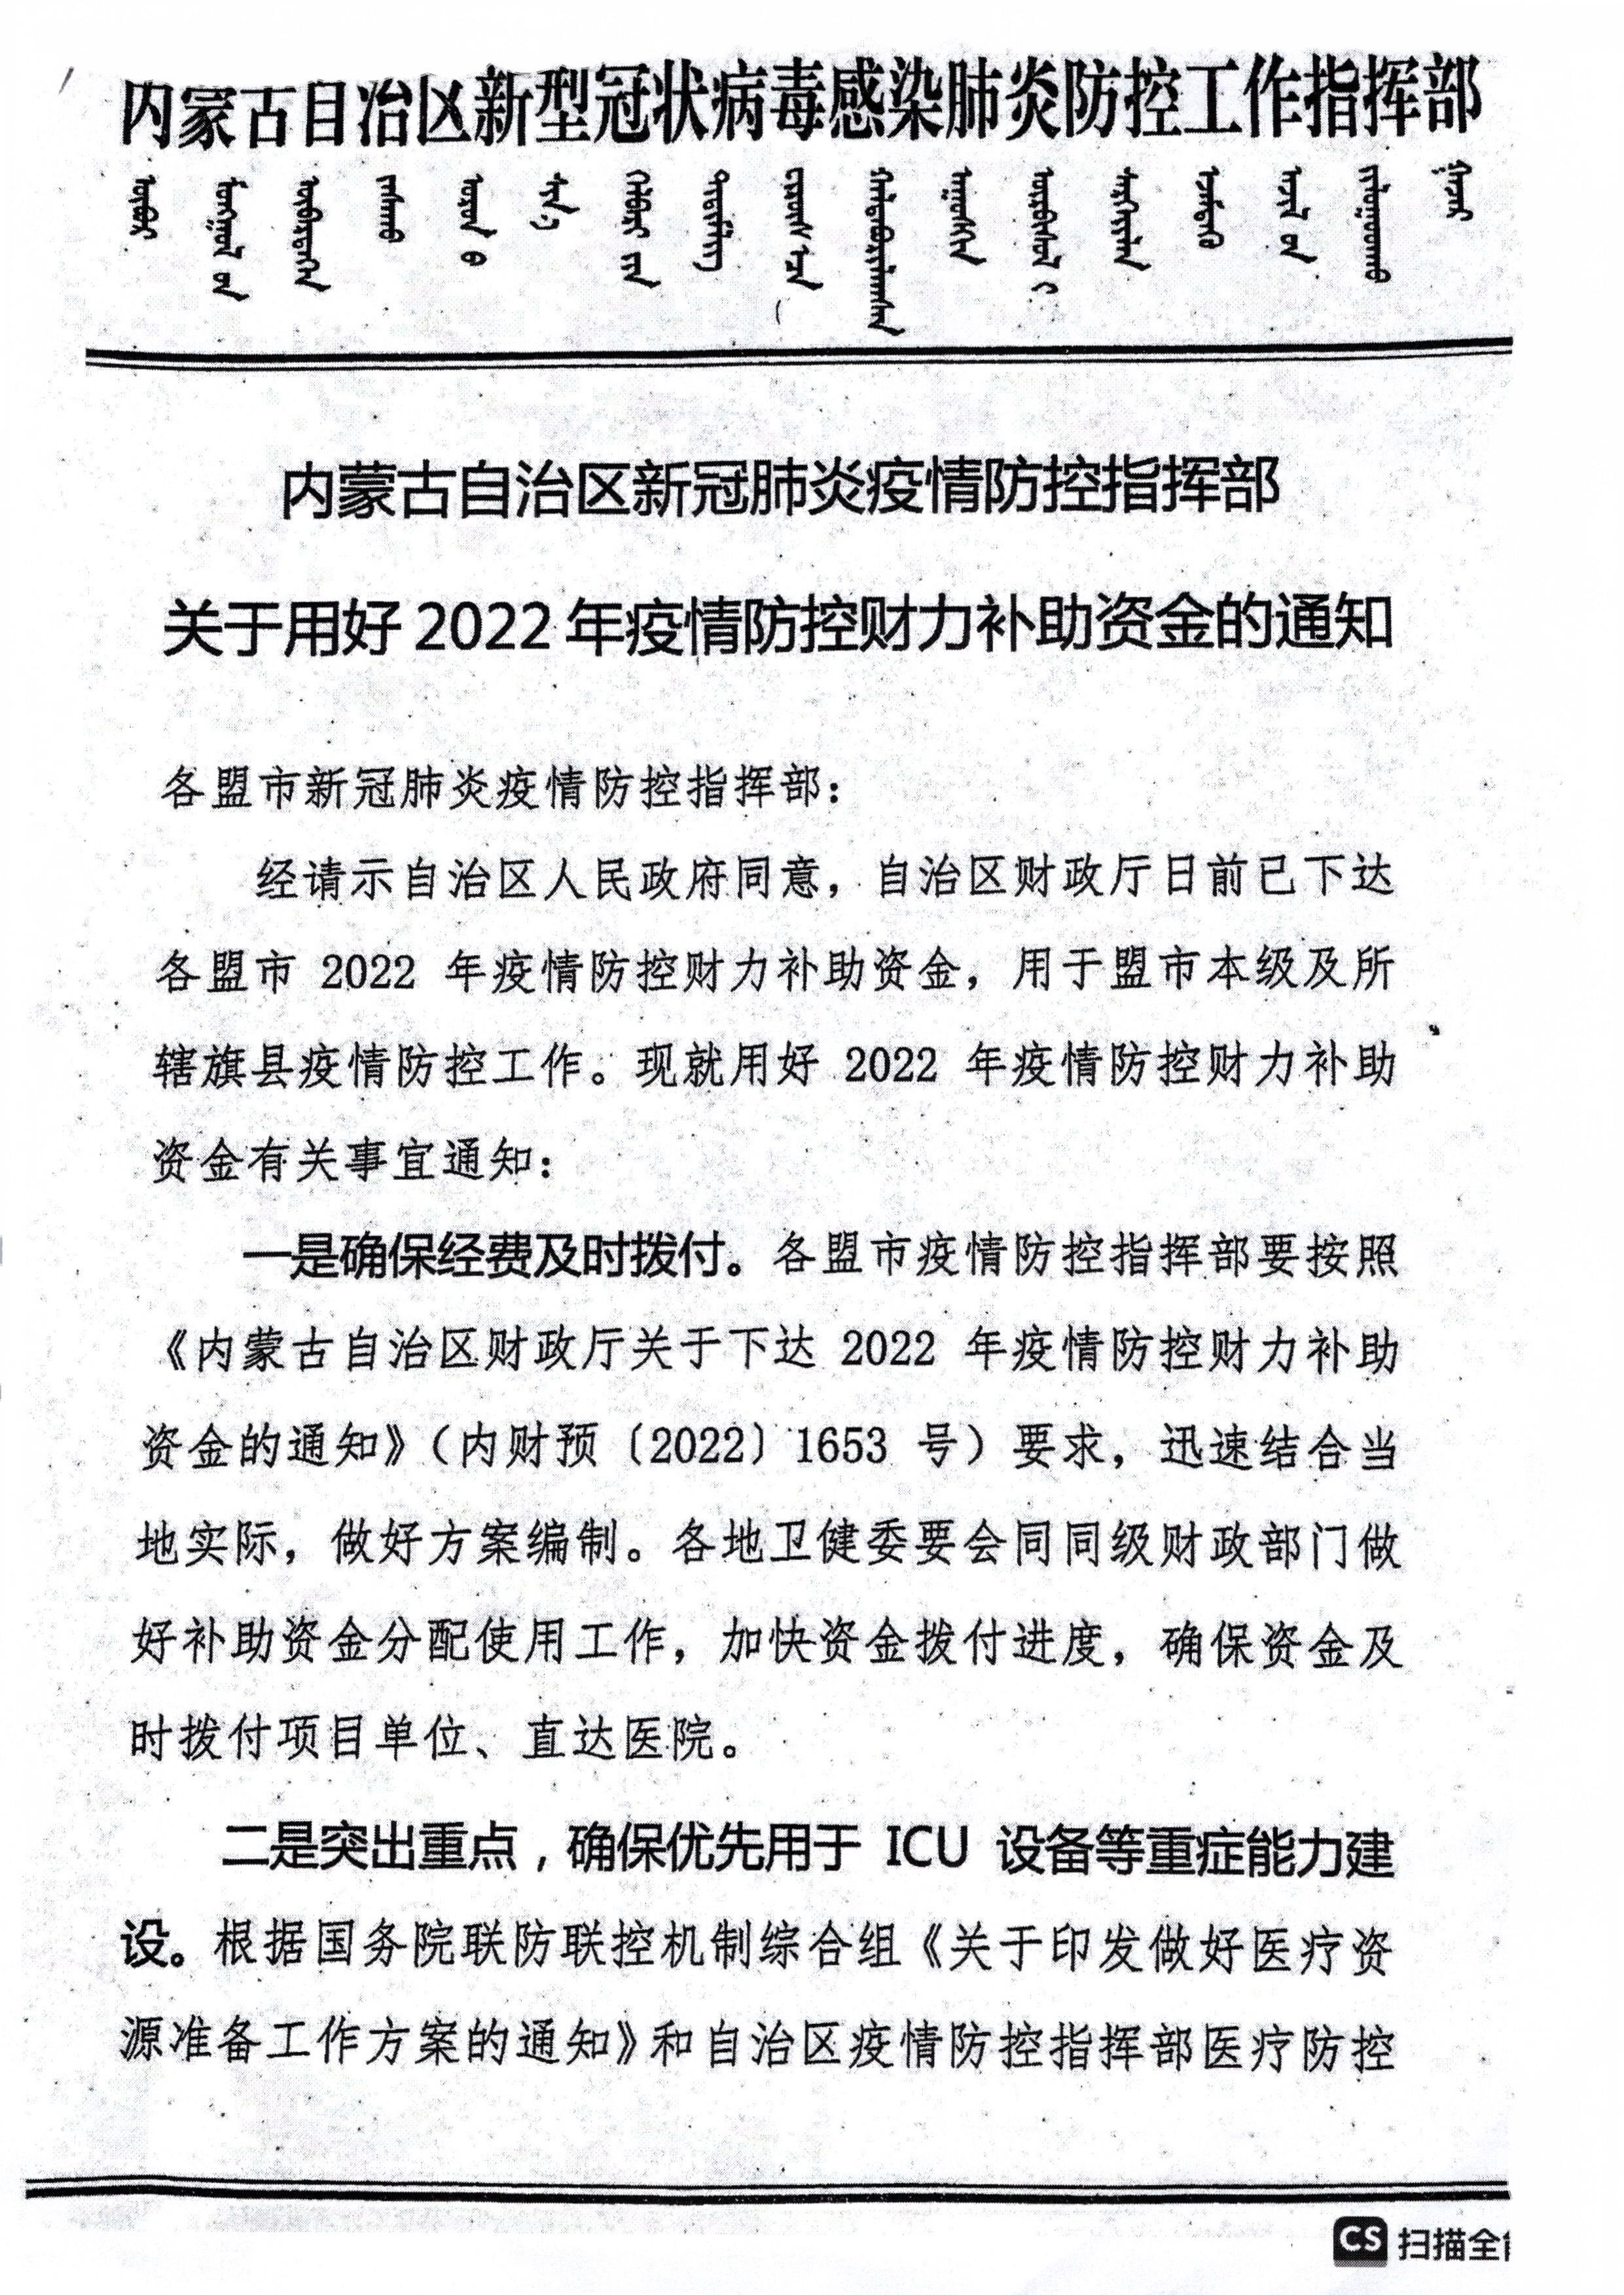 内蒙古自治区新型冠状病毒感染肺炎防控工作指挥部
内蒙古自治区新冠肺炎疫情防控指挥部
关于用好 2022 年疫情防控财力补助资金的通知
各盟市新冠肺炎疫情防控指挥部：
经请示自治区人民政府同意，自治区财政厅日前已下达
各盟市 2022 年疫情防控财力补助资金，用于盟市本级及所
辖旗县疫情防控工作。现就用好 2022 年疫情防控财力补助
资金有关事宜通知：
一是确保经费及时拨付。各盟市疫情防控指挥部要按照
《内蒙古自治区财政厅关于下达 2022 年疫情防控财力补助
资金的通知》（内财预〔2022〕1653 号）要求，迅速结合当
地实际，做好方案编制。各地卫健委要会同同级财政部门做
好补助资金分配使用工作，加快资金拨付进度，确保资金及
时拨付项目单位、直达医院。
二是突出重点，确保优先用于 ICU 设备等重症能力建
设。根据国务院联防联控机制综合组《关于印发做好医疗资
源准备工作方案的通知》和自治区疫情防控指挥部医疗防控
CS 扫描全